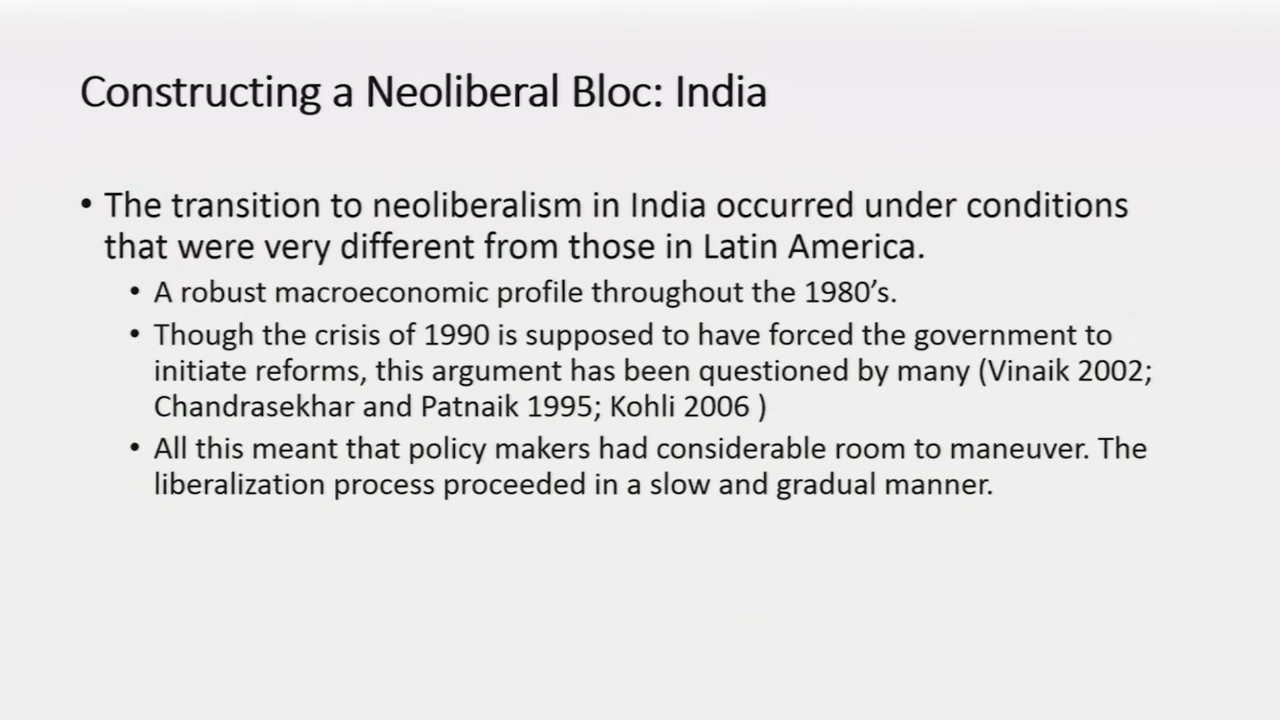 Constructing a Neoliberal Bloc: India
• The transition to neoliberalism in India occurred under conditions
that were very different from those in Latin America.
• A robust macroeconomic profile throughout the 1980’s.
• Though the crisis of 1990 is supposed to have forced the government to
initiate reforms, this argument has been questioned by many (Vinaik 2002;
Chandrasekhar and Patnaik 1995; Kohli 2006 )
• All this meant that policy makers had considerable room to maneuver. The
liberalization process proceeded in a slow and gradual manner.